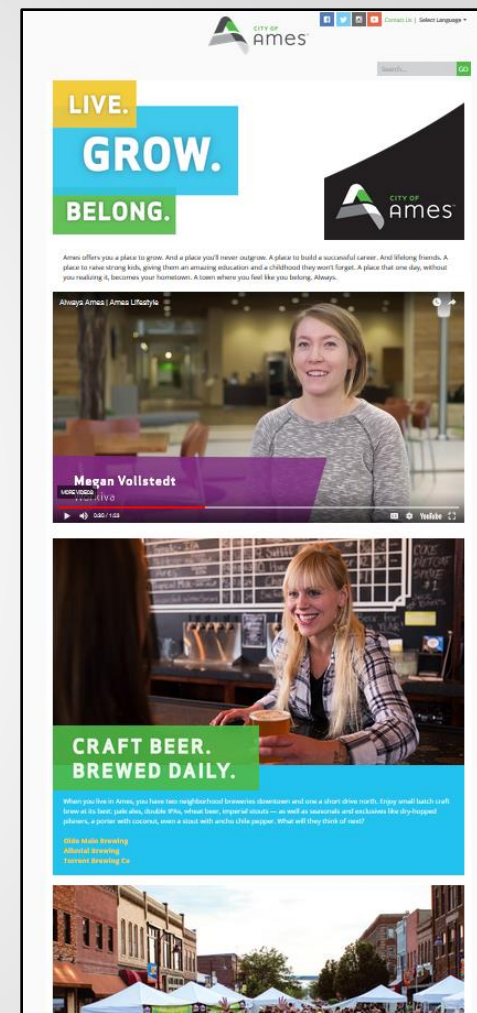 CITY OF
Ames™
Contact Us | Select Language
Search...
GO
LIVE.
GROW.
BELONG.
CITY OF
Ames™
Ames offers you a place to grow. And a place you'll never outgrow. A place to build a successful career. And lifelong friends. A
place to raise strong kids, giving them an amazing education and a childhood they won't forget. A place that one day, without
you realizing it, becomes your hometown. A town where you feel like you belong. Always.
Always Ames | Ames Lifestyle
Megan Vollstedt
MORE VIDEOS
Workiva
0:30 / 1:53
YouTube
CRAFT BEER.
BREWED DAILY.
When you live in Ames, you have two neighborhood breweries downtown and one a short drive north. Enjoy small batch craft
brew at its best: pale ales, double IPAs, wheat beer, imperial stouts — as well as seasonals and exclusives like dry-hopped
pilsners, a porter with coconut, even a stout with ancho chile pepper. What will they think of next?
Olde Main Brewing
Alluvial Brewing
Torrent Brewing Co